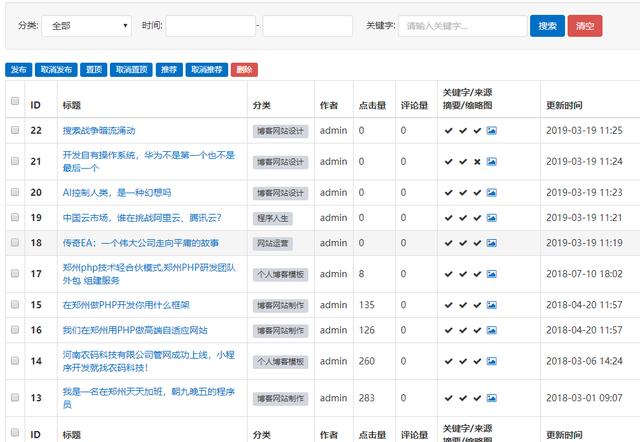 分类: 全部 时间: - 关键字: 请输入关键字... 搜索 清空
发布 取消发布 置顶 取消置顶 推荐 取消推荐 删除
ID 标题 分类 作者 点击量 评论量 关键字/来源 更新时间
摘要/缩略图
22 搜索战争暗流涌动 博客网站设计 admin 0 0 2019-03-19 11:25
21 开发自有操作系统，华为不是第一个也不是 博客网站设计 admin 0 0 2019-03-19 11:24
最后一个
20 AI控制人类，是一种幻想吗 博客网站设计 admin 0 0 2019-03-19 11:23
19 中国云市场，谁在挑战阿里云、腾讯云? 程序人生 admin 0 0 2019-03-19 11:21
18 传奇EA：一个伟大公司走向平庸的故事 网站运营 admin 0 0 2019-03-19 11:19
17 郑州php技术轻合伙模式,郑州PHP研发团队 个人博客模板 admin 8 0 2018-07-10 18:02
外包 组建服务
15 在郑州做PHP开发你用什么框架 博客网站制作 admin 135 0 2018-04-20 11:57
16 我们在郑州用PHP做高端自适应网站 博客网站制作 admin 126 0 2018-04-20 11:57
14 河南农码科技有限公司官网成功上线，小程 个人博客模板 admin 260 0 2018-03-06 14:24
序开发就找农码科技！
13 我是一名在郑州天天加班，朝九晚五的程序 博客网站制作 admin 283 0 2018-03-01 09:07
员
ID 标题 分类 作者 点击量 评论量 关键字/来源 更新时间
摘要/缩略图